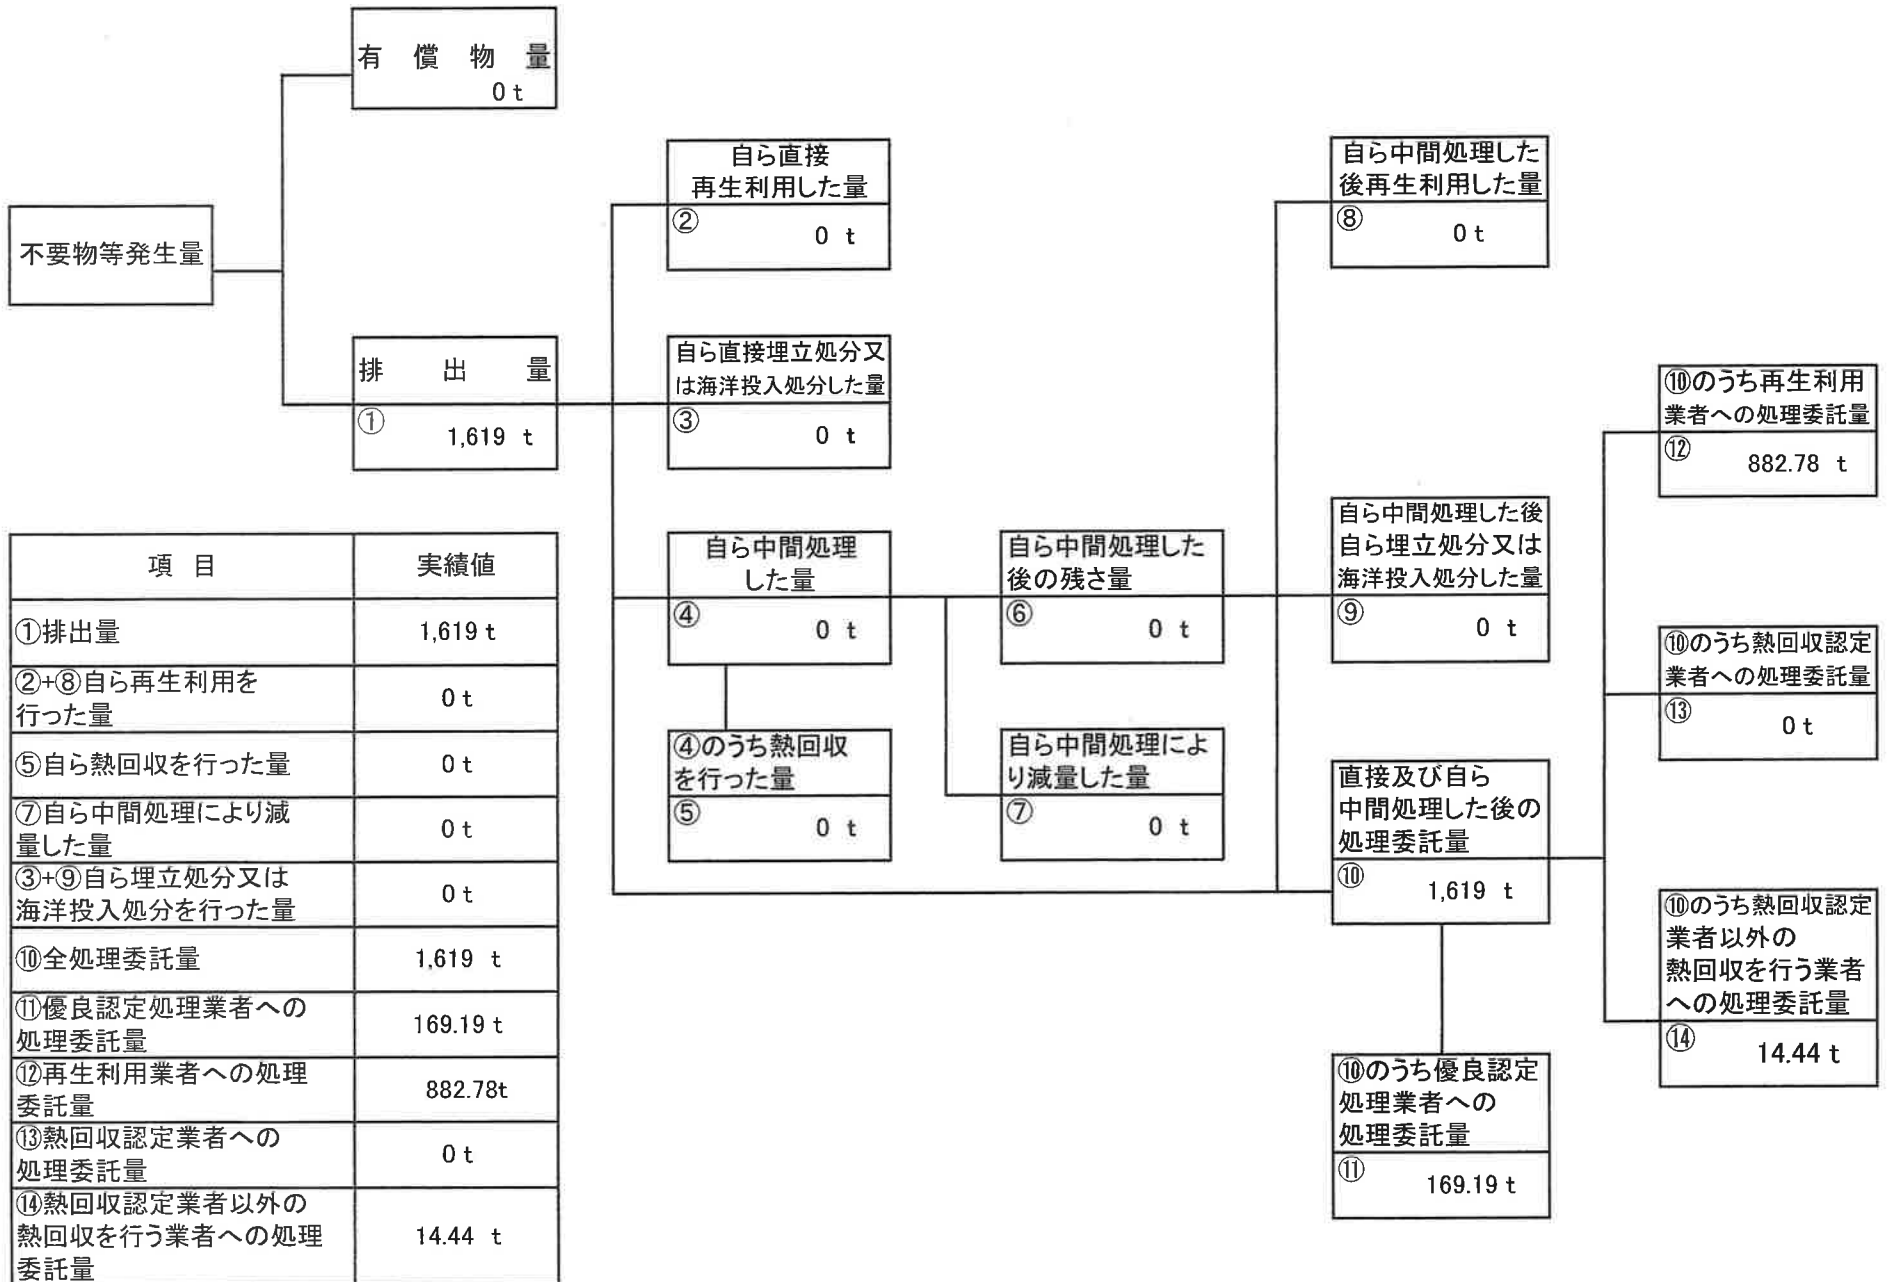 有償物量
0 t
不要物等発生量
排出量
① 1,619 t
自ら直接
再生利用した量
② 0 t
自ら直接埋立処分又
は海洋投入処分した量
③ 0 t
自ら中間処理
した量
④ 0 t
④のうち熱回収
を行った量
⑤ 0 t
自ら中間処理した
後の残さ量
⑥ 0 t
自ら中間処理によ
り減量した量
⑦ 0 t
自ら中間処理した
後再生利用した量
⑧ 0 t
自ら中間処理した後
自ら埋立処分又は
海洋投入処分した量
⑨ 0 t
直接及び自ら
中間処理した後の
処理委託量
⑩ 1,619 t
⑩のうち優良認定
処理業者への
処理委託量
⑪ 169.19 t
⑩のうち再生利用
業者への処理委託量
⑫ 882.78 t
⑩のうち熱回収認定
業者への処理委託量
⑬ 0 t
⑩のうち熱回収認定
業者以外の
熱回収を行う業者
への処理委託量
⑭ 14.44 t
項目 実績値
①排出量 1,619 t
②+⑧自ら再生利用を
行った量 0 t
⑤自ら熱回収を行った量 0 t
⑦自ら中間処理により減
量した量 0 t
③+⑨自ら埋立処分又は
海洋投入処分を行った量 0 t
⑩全処理委託量 1,619 t
⑪優良認定処理業者への
処理委託量 169.19 t
⑫再生利用業者への処理
委託量 882.78t
⑬熱回収認定業者への
処理委託量 0 t
⑭熱回収認定業者以外の
熱回収を行う業者への処理
委託量 14.44 t